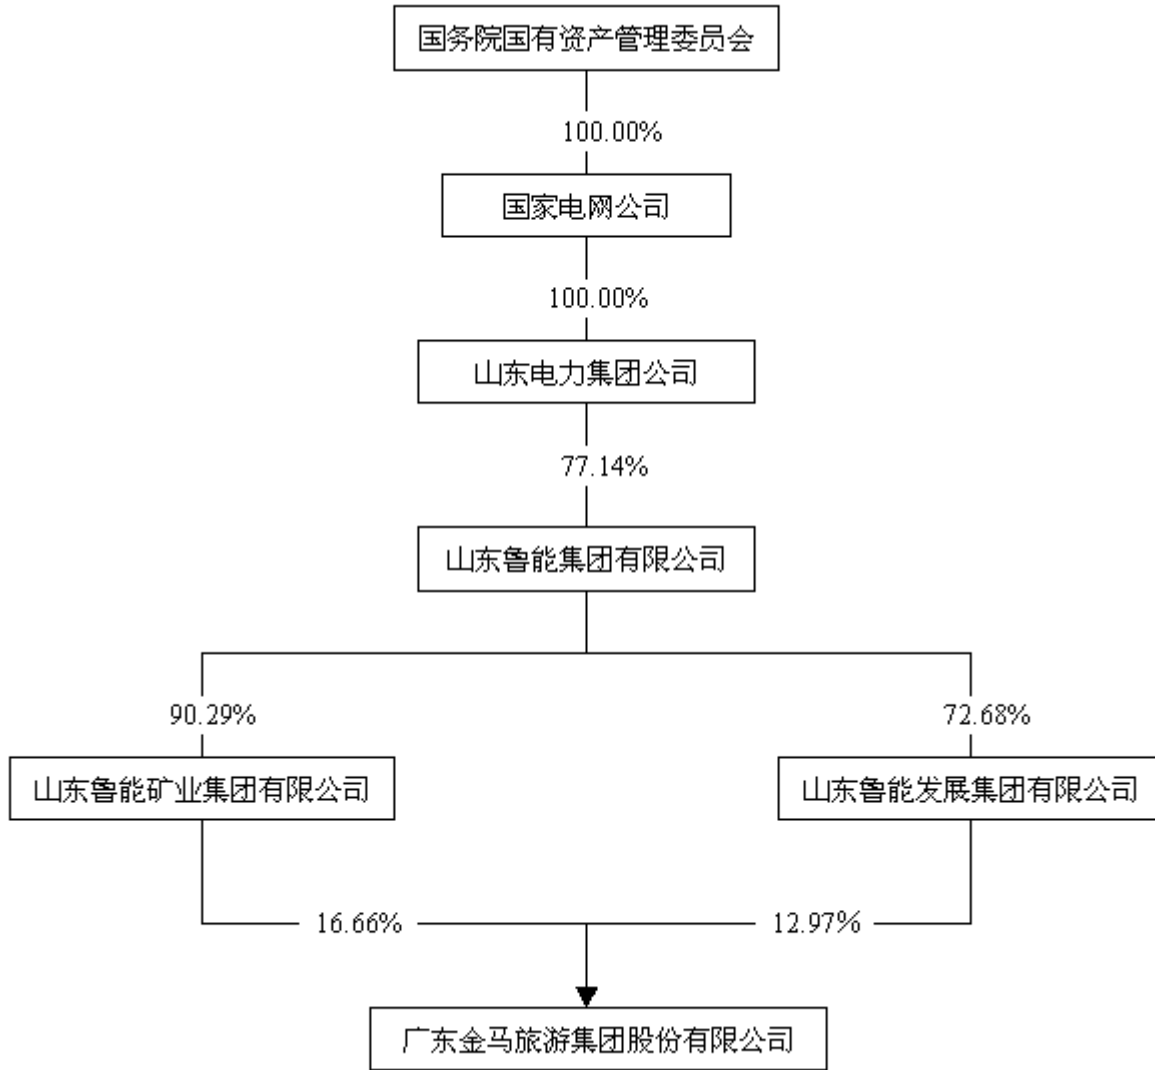 国务院国有资产管理委员会
100.00%
国家电网公司
100.00%
山东电力集团公司
77.14%
山东鲁能集团有限公司
90.29%
72.68%
山东鲁能矿业集团有限公司
山东鲁能发展集团有限公司
16.66%
12.97%
广东金马旅游集团股份有限公司